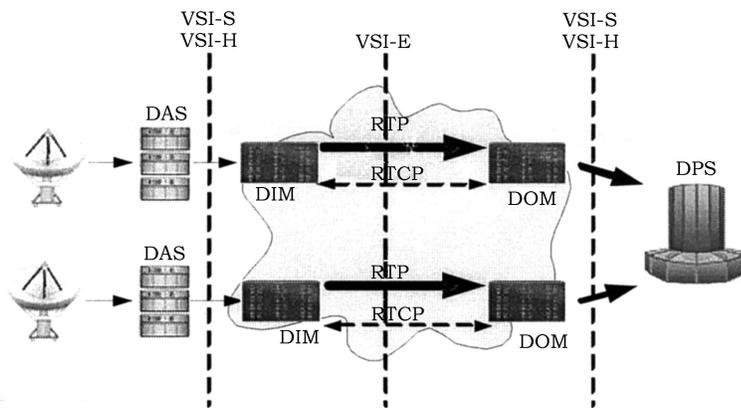 VSI-S
VSI-H
VSI-E
VSI-S
VSI-H
DAS
RTP
RTCP
DIM
DOM
DPS
DAS
RTP
RTCP
DIM
DOM